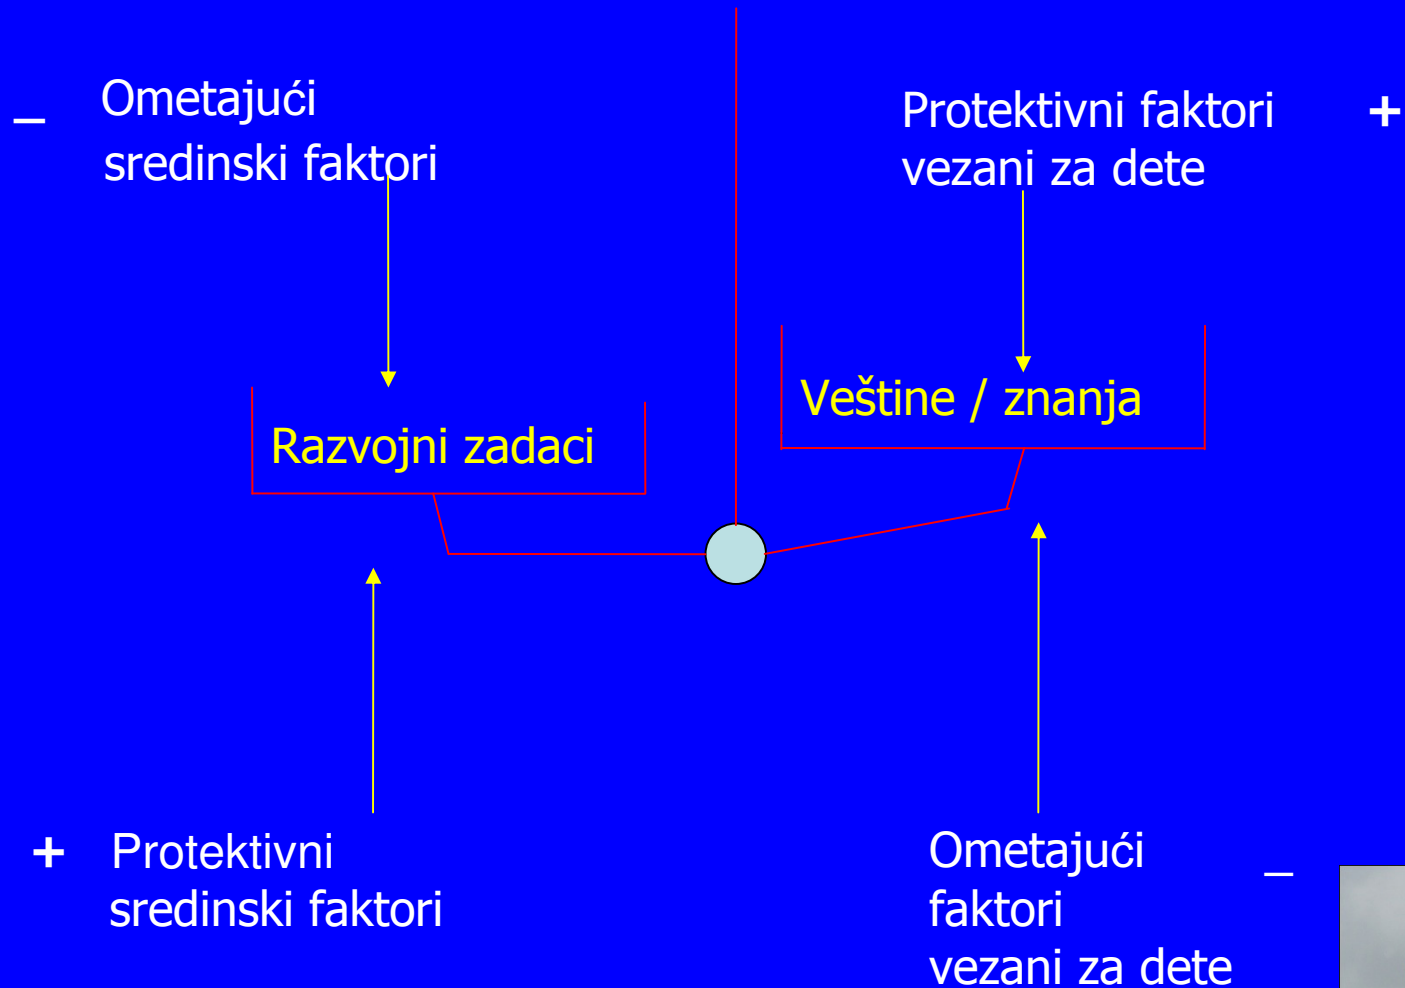 _ Ometajući
sredinski faktori
Protektivni faktori +
vezani za dete
Razvojni zadaci
Veštine / znanja
+ Protektivni
sredinski faktori
Ometajući _
faktori
vezani za dete